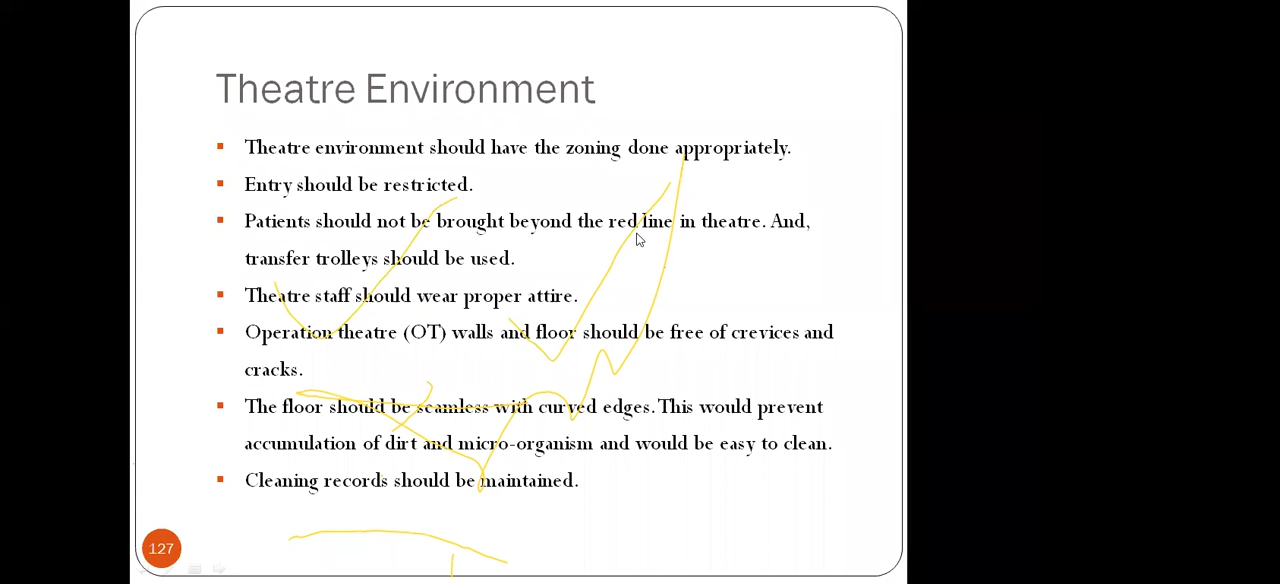 Theatre Environment
Theatre environment should have the zoning done appropriately.
Entry should be restricted.
Patients should not be brought beyond the red line in theatre. And,
transfer trolleys should be used.
Theatre staff should wear proper attire.
Operation theatre (OT) walls and floor should be free of crevices and
cracks.
The floor should be seamless with curved edges. This would prevent
accumulation of dirt and micro-organism and would be easy to clean.
Cleaning records should be maintained.
127